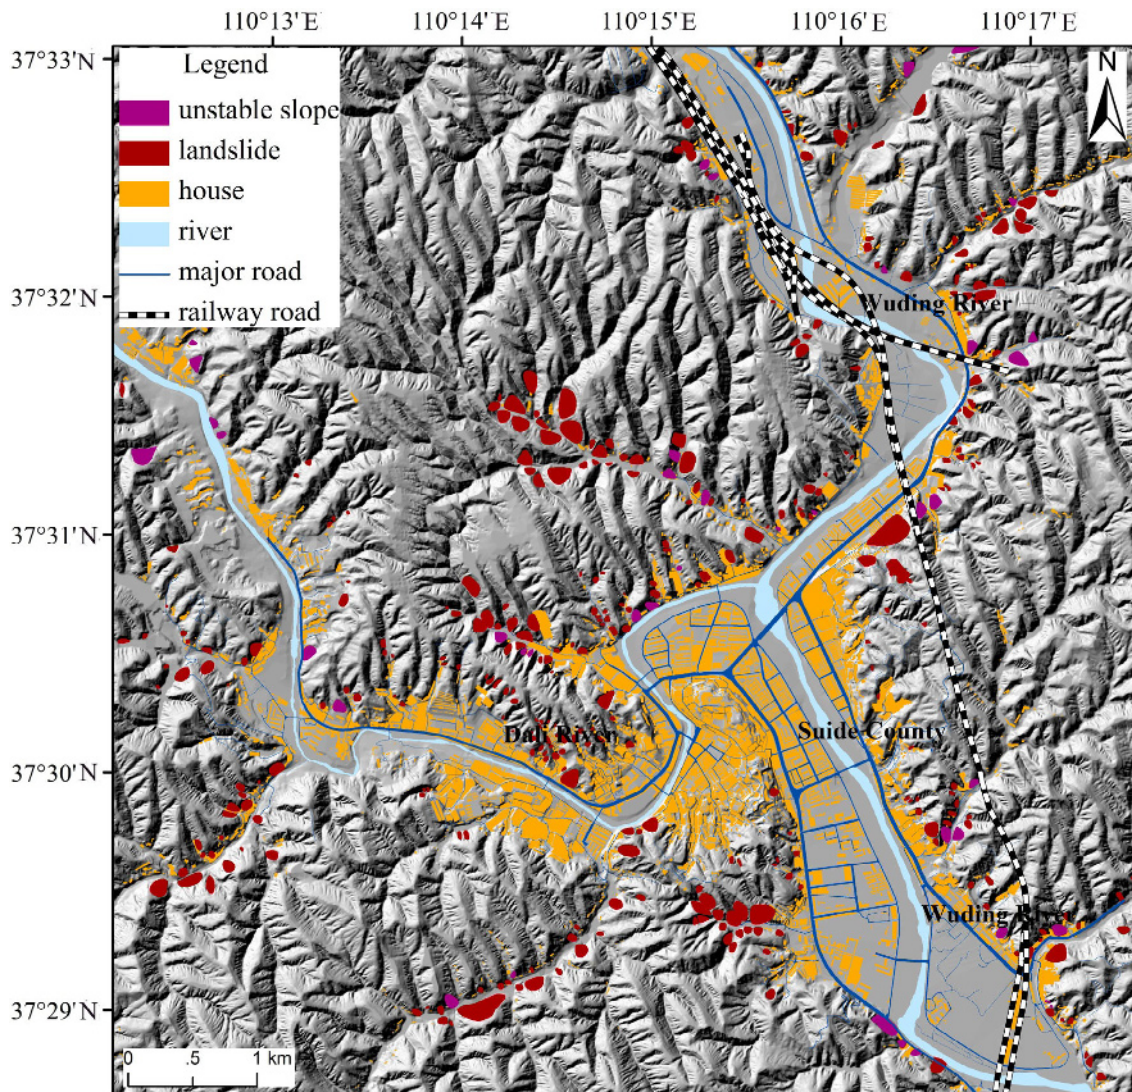 110°13'E 110°14'E 110°15'E 110°16'E 110°17'E
37°33'N
37°32'N
37°31'N
37°30'N
37°29'N
Legend
unstable slope
landslide
house
river
major road
railway road
N
Wuding River
Dali River
Suide County
Wuding River
0 .5 1 km